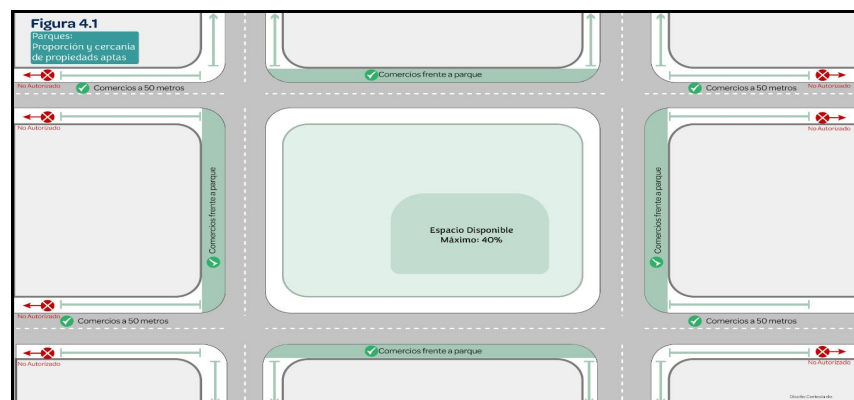 Figura 4.1
Parques:
Proporción y cercanía
de propiedads aptas
Comercios frente a parque
No Autorizado
Comercios a 50 metros
Comercios a 50 metros
No Autorizado
No Autorizado
No Autorizado
Comercios frente a parque
Espacio Disponible
Máximo: 40%
Comercios frente a parque
No Autorizado
Comercios a 50 metros
Comercios a 50 metros
No Autorizado
Comercios frente a parque
No Autorizado